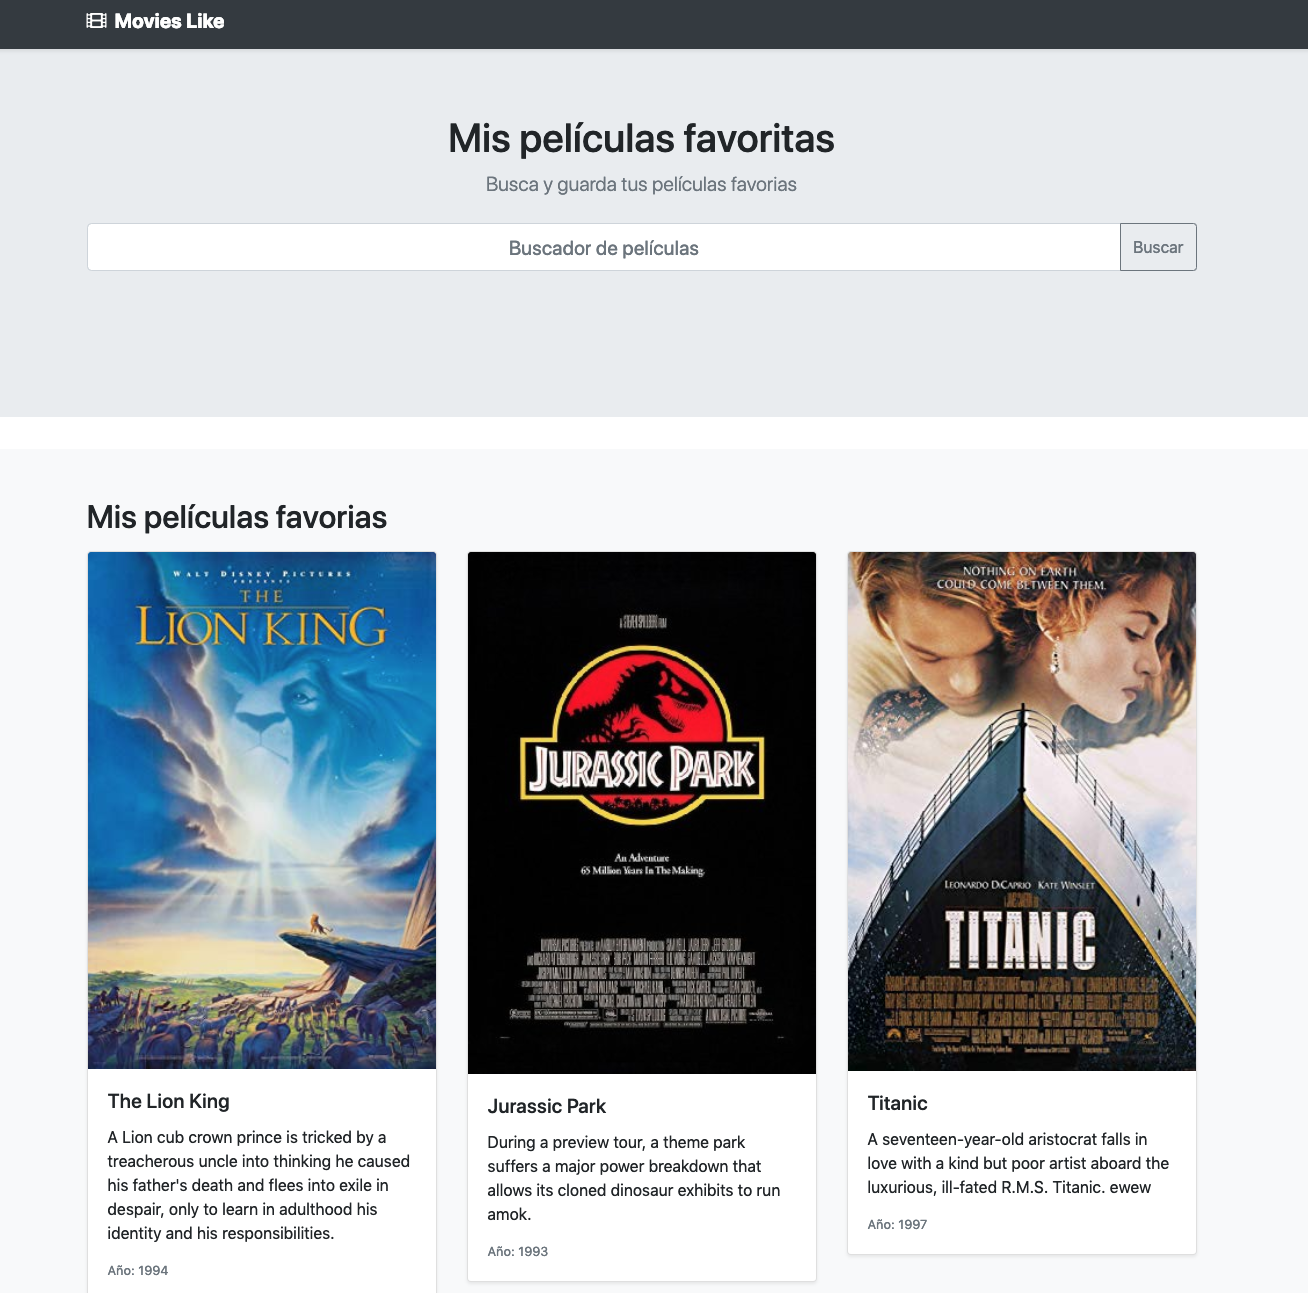 Movies Like
Mis películas favoritas
Busca y guarda tus películas favorias
Buscador de películas
Buscar
Mis películas favorias
WALT DISNEY PICTURES
PRESENTS
THE
LION KING
The Lion King
A Lion cub crown prince is tricked by a
treacherous uncle into thinking he caused
his father's death and flees into exile in
despair, only to learn in adulthood his
identity and his responsibilities.
Año: 1994
A STEVEN SPIELBERG FILM
JURASSIC PARK
An Adventure
65 Million Years In The Making.
Jurassic Park
During a preview tour, a theme park
suffers a major power breakdown that
allows its cloned dinosaur exhibits to run
amok.
Año: 1993
NOTHING ON EARTH
COULD COME BETWEEN THEM.
LEONARDO DICAPRIO KATE WINSLET
TITANIC
Titanic
A seventeen-year-old aristocrat falls in
love with a kind but poor artist aboard the
luxurious, ill-fated R.M.S. Titanic. ewew
Año: 1997